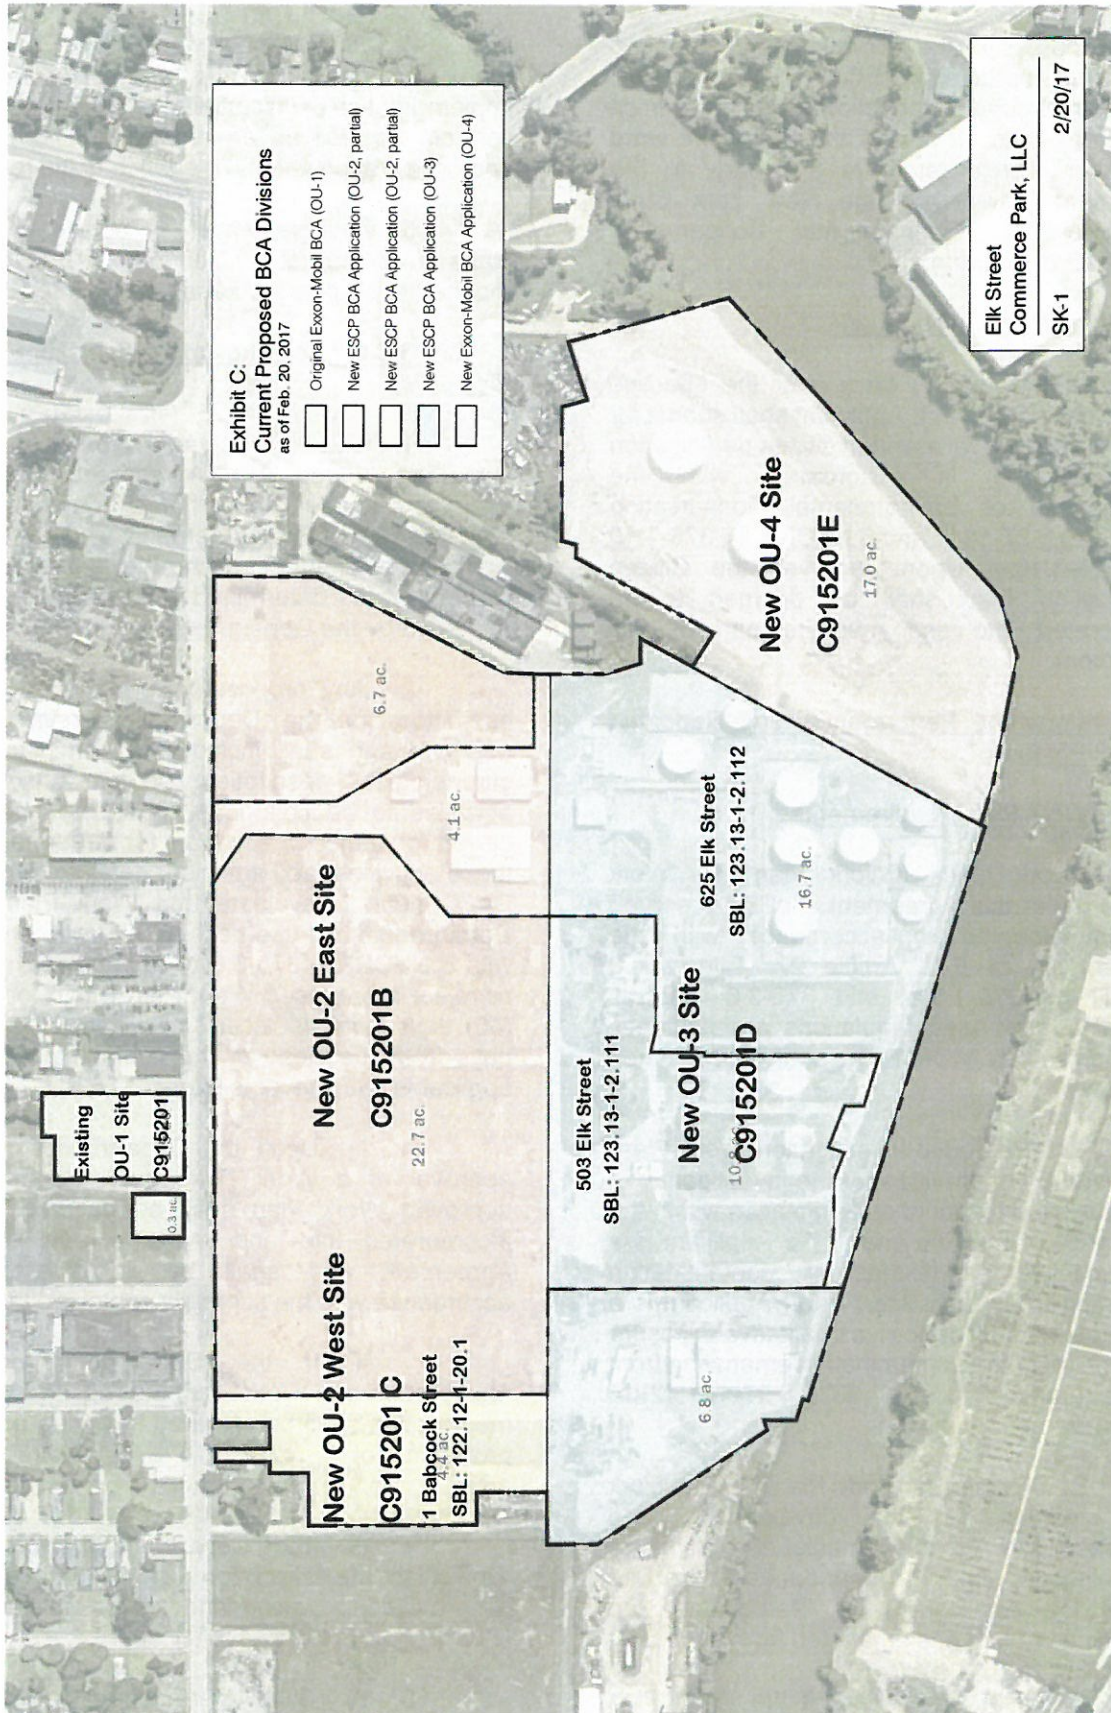 Exhibit C:
Current Proposed BCA Divisions
as of Feb. 20, 2017
Original Exxon-Mobil BCA (OU-1)
New ESCP BCA Application (OU-2, partial)
New ESCP BCA Application (OU-2, partial)
New ESCP BCA Application (OU-3)
New Exxon-Mobil BCA Application (OU-4)
Existing
OU-1 Site
C915201
0.3 ac.
New OU-2 West Site
C915201 C
1 Babcock Street
4.4 ac.
SBL: 122.12-1-20.1
New OU-2 East Site
C915201B
22.7 ac.
4.1 ac.
6.7 ac.
503 Elk Street
SBL: 123.13-1-2.111
New OU-3 Site
C915201D
625 Elk Street
SBL: 123.13-1-2.112
16.7 ac.
6.8 ac.
New OU-4 Site
C915201E
17.0 ac.
Elk Street
Commerce Park, LLC
SK-1 2/20/17